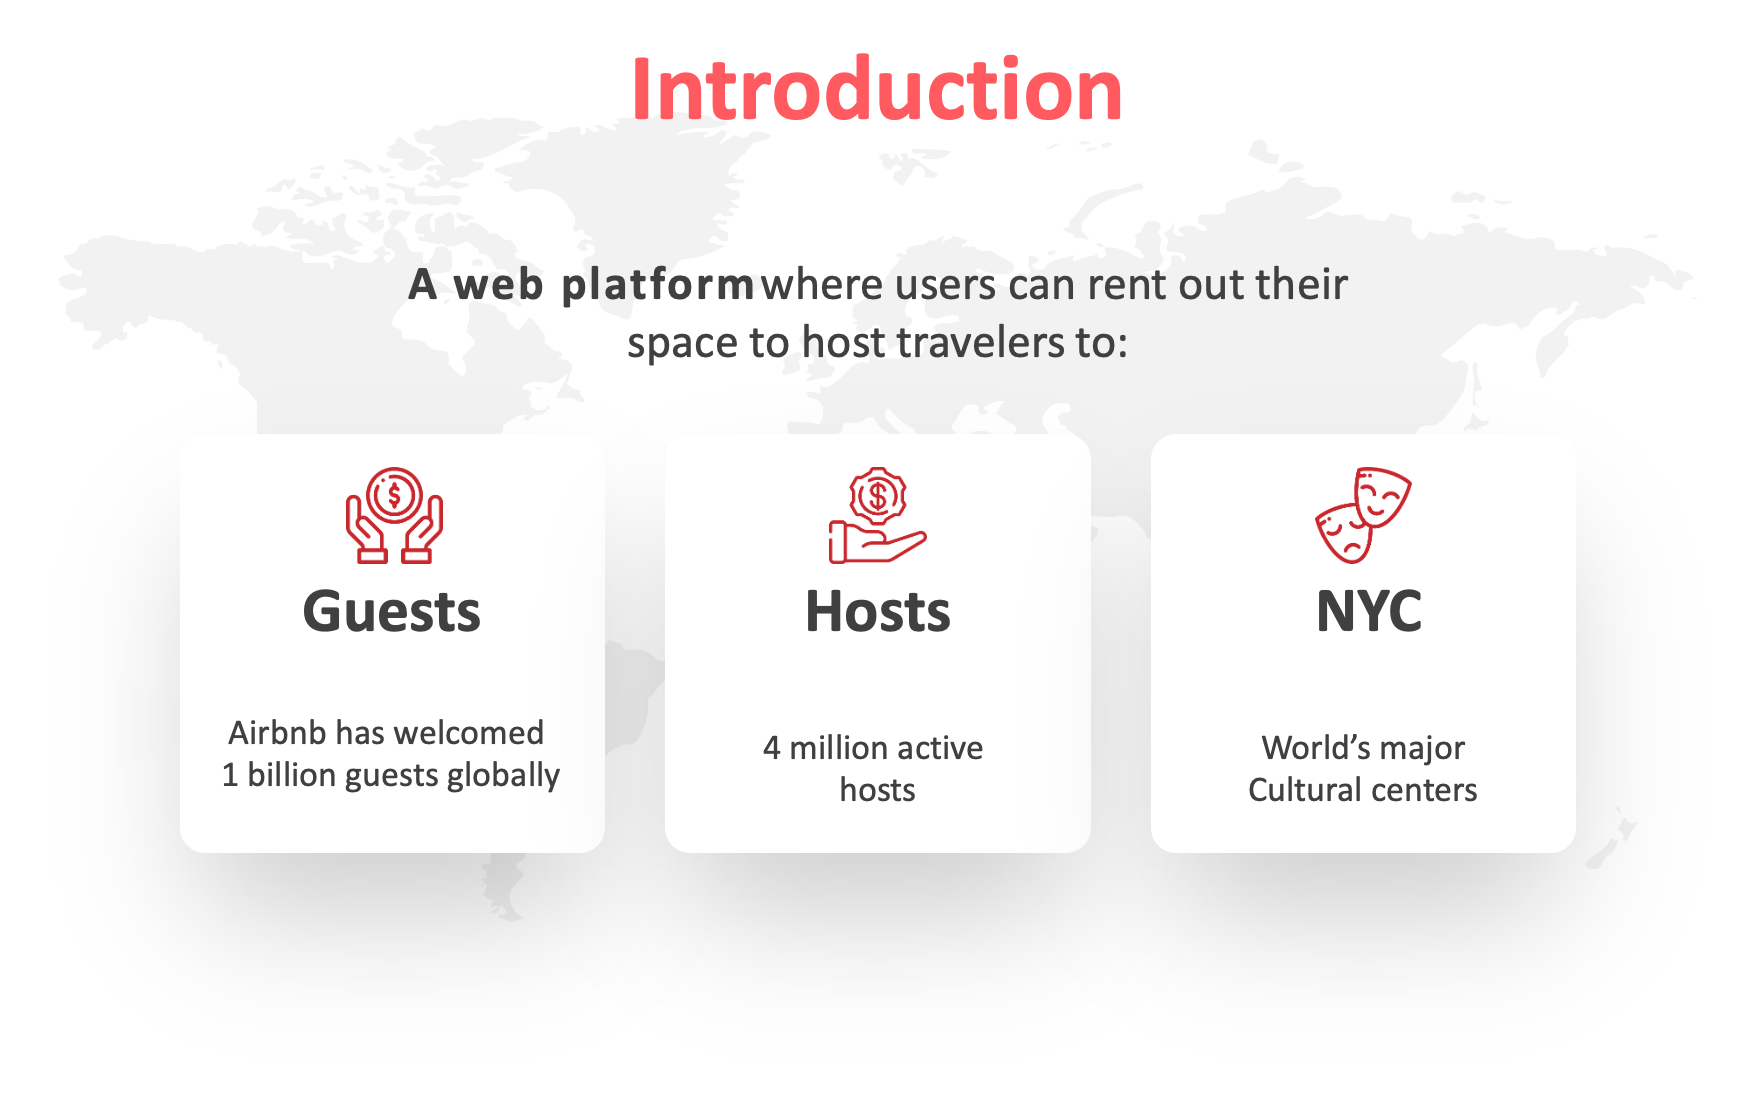 Introduction
A web platform where users can rent out their
space to host travelers to:
Guests
Airbnb has welcomed
1 billion guests globally
Hosts
4 million active
hosts
NYC
World’s major
Cultural centers